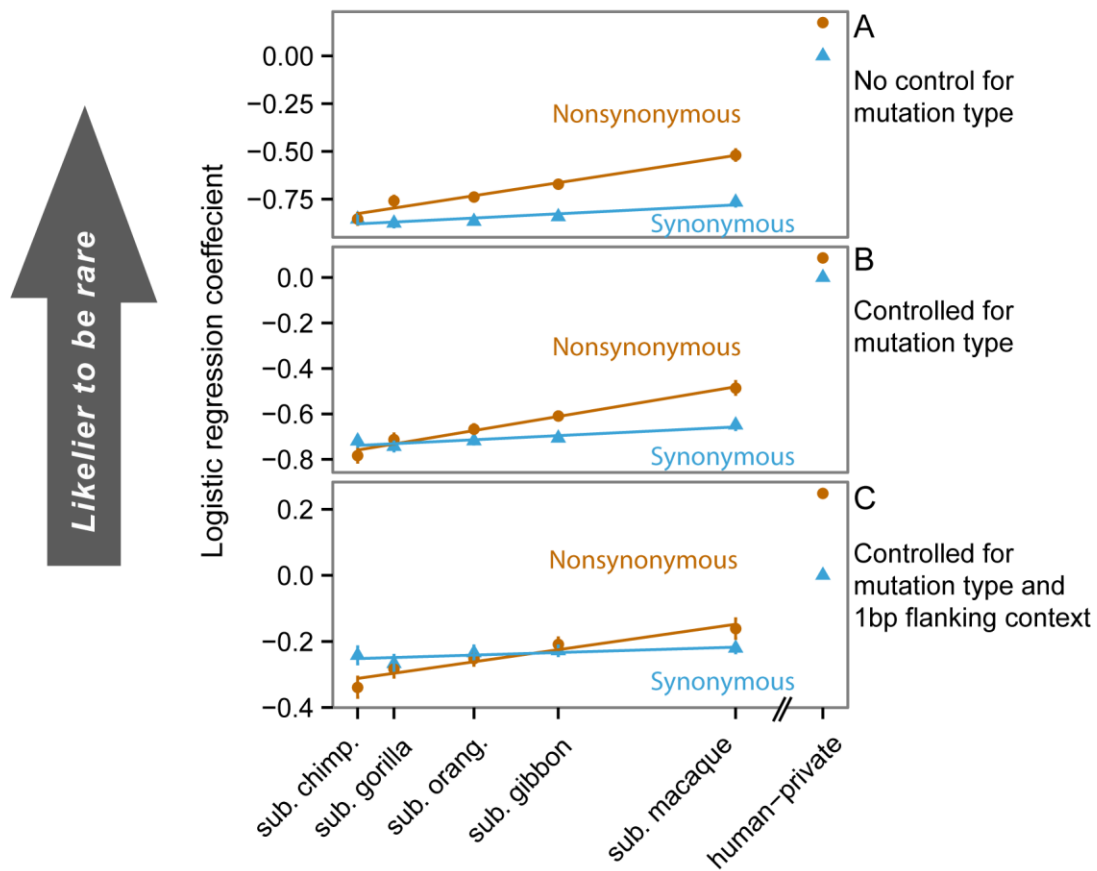 Likelier to be rare
Logistic regression coeffecient
0.00
−0.25
−0.50
−0.75
Nonsynonymous
Synonymous
A
No control for
mutation type
0.0
−0.2
−0.4
−0.6
−0.8
Nonsynonymous
Synonymous
B
Controlled for
mutation type
0.2
0.0
−0.2
−0.4
Nonsynonymous
Synonymous
C
Controlled for
mutation type and
1bp flanking context
sub. chimp.
sub. gorilla
sub. orang.
sub. gibbon
sub. macaque
human−private